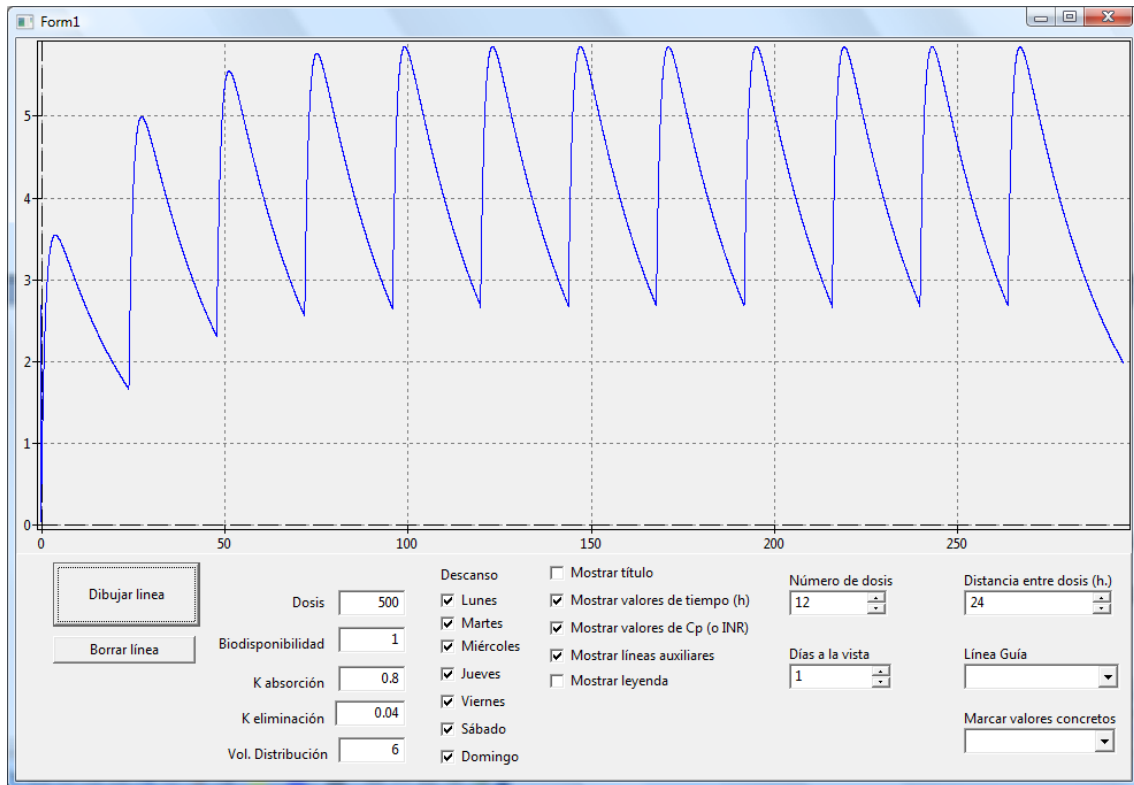 Form1
5
4
3
2
1
0
0 50 100 150 200 250
Dibujar linea
Borrar línea
Dosis 500
Biodisponibilidad 1
K absorción 0.8
K eliminación 0.04
Vol. Distribución 6
Descanso
Lunes
Martes
Miércoles
Jueves
Viernes
Sábado
Domingo
Mostrar título
Mostrar valores de tiempo (h)
Mostrar valores de Cp (o INR)
Mostrar líneas auxiliares
Mostrar leyenda
Número de dosis
12
Días a la vista
1
Distancia entre dosis (h.)
24
Línea Guía
Marcar valores concretos